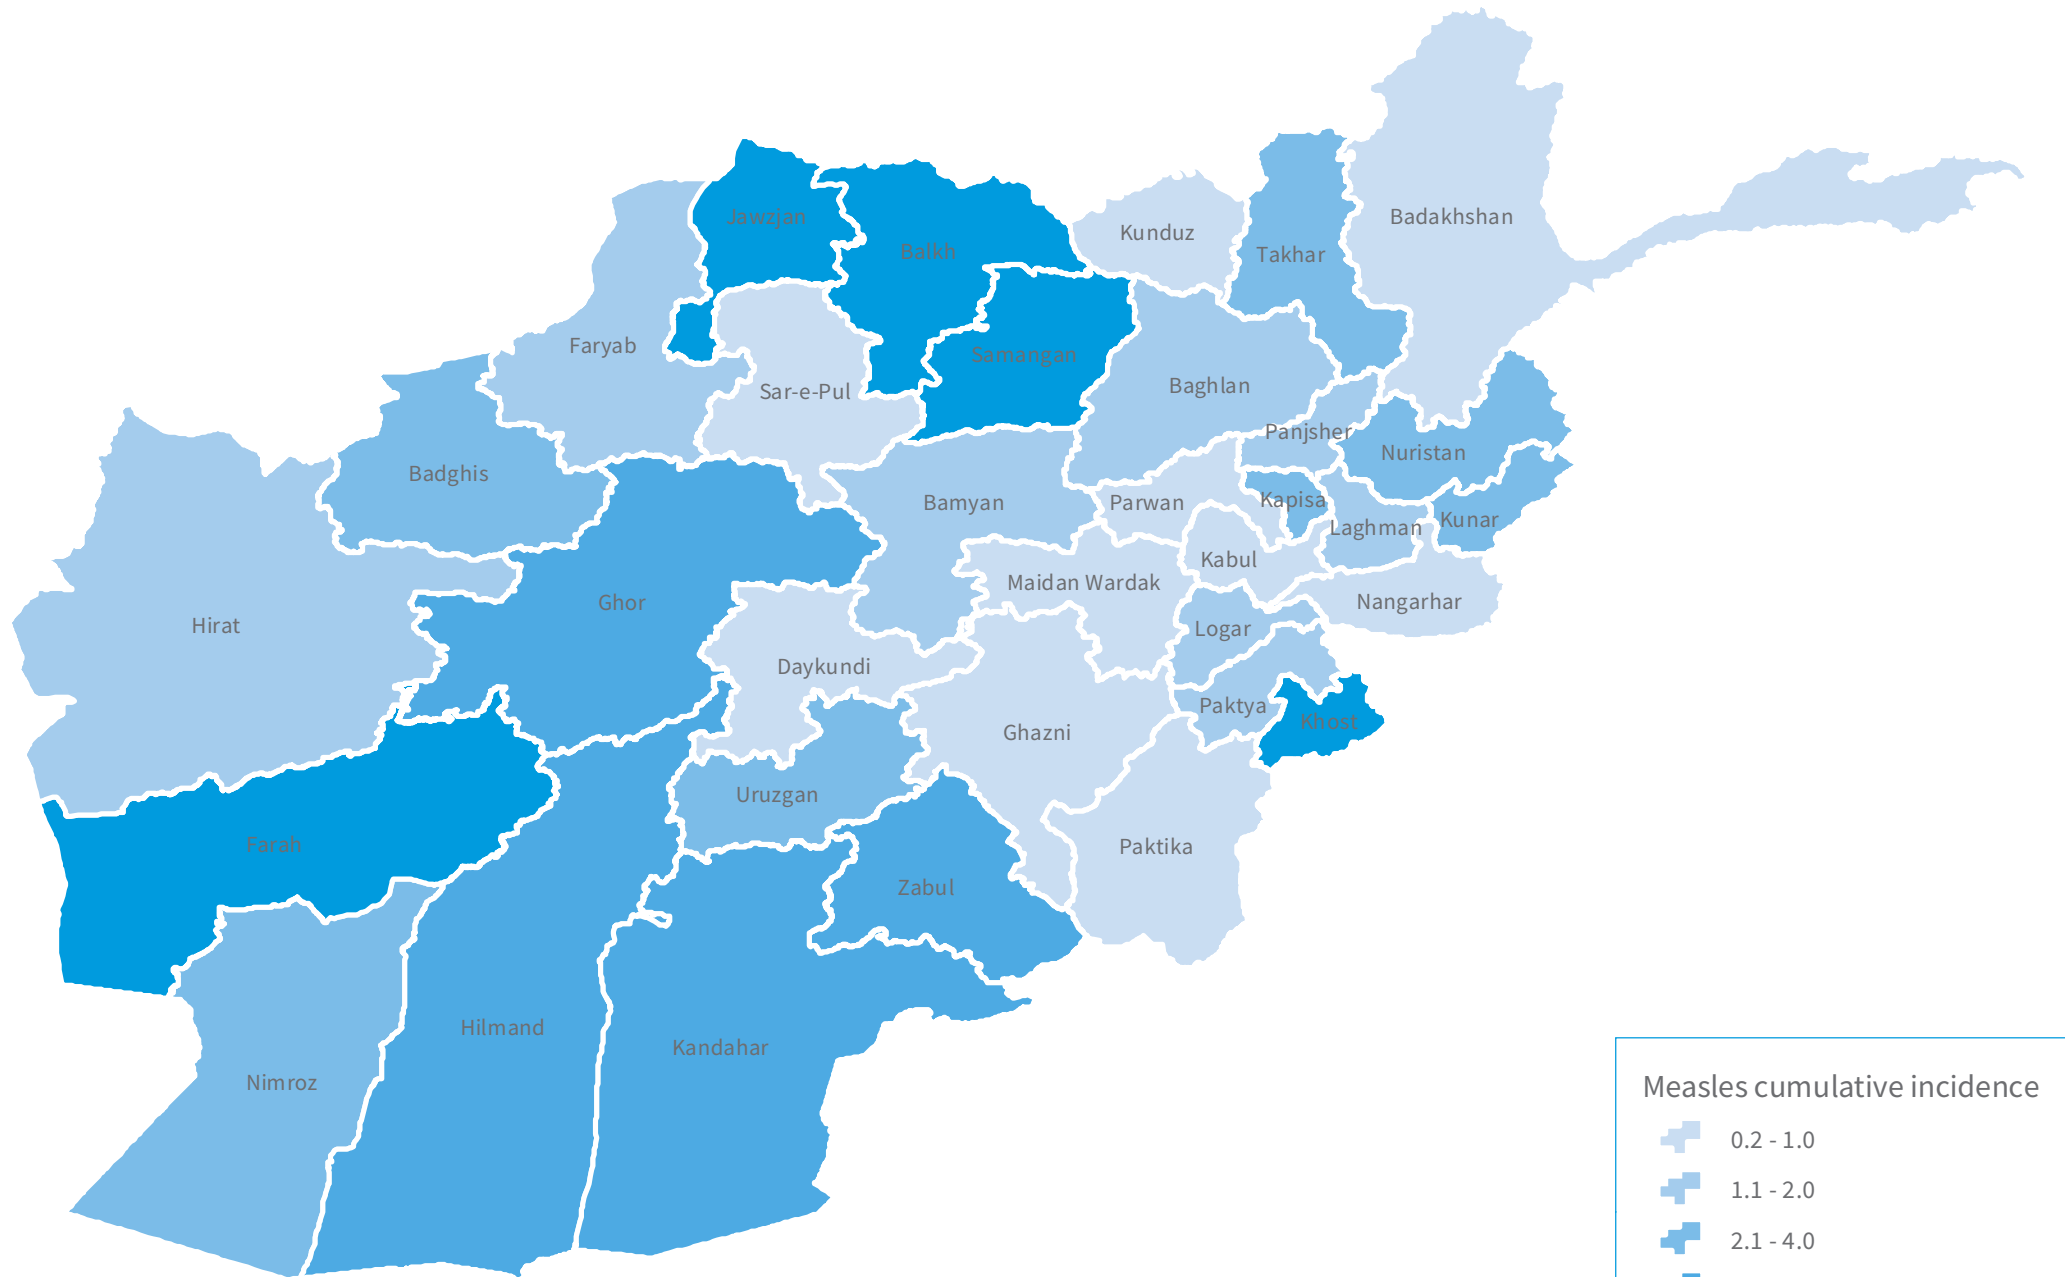 Jawzjan
Badakhshan
Kunduz
Balkh
Takhar
Faryab
Samangan
Baghlan
Sar-e-Pul
Panjsher
Nuristan
Badghis
Kapisa
Bamyan
Parwan
Kunar
Laghman
Kabul
Maidan Wardak
Nangarhar
Ghor
Hirat
Logar
Daykundi
Paktya
Khost
Ghazni
Uruzgan
Farah
Paktika
Zabul
Hilmand
Kandahar
Nimroz
Measles cumulative incidence
0.2 - 1.0
1.1 - 2.0
2.1 - 4.0